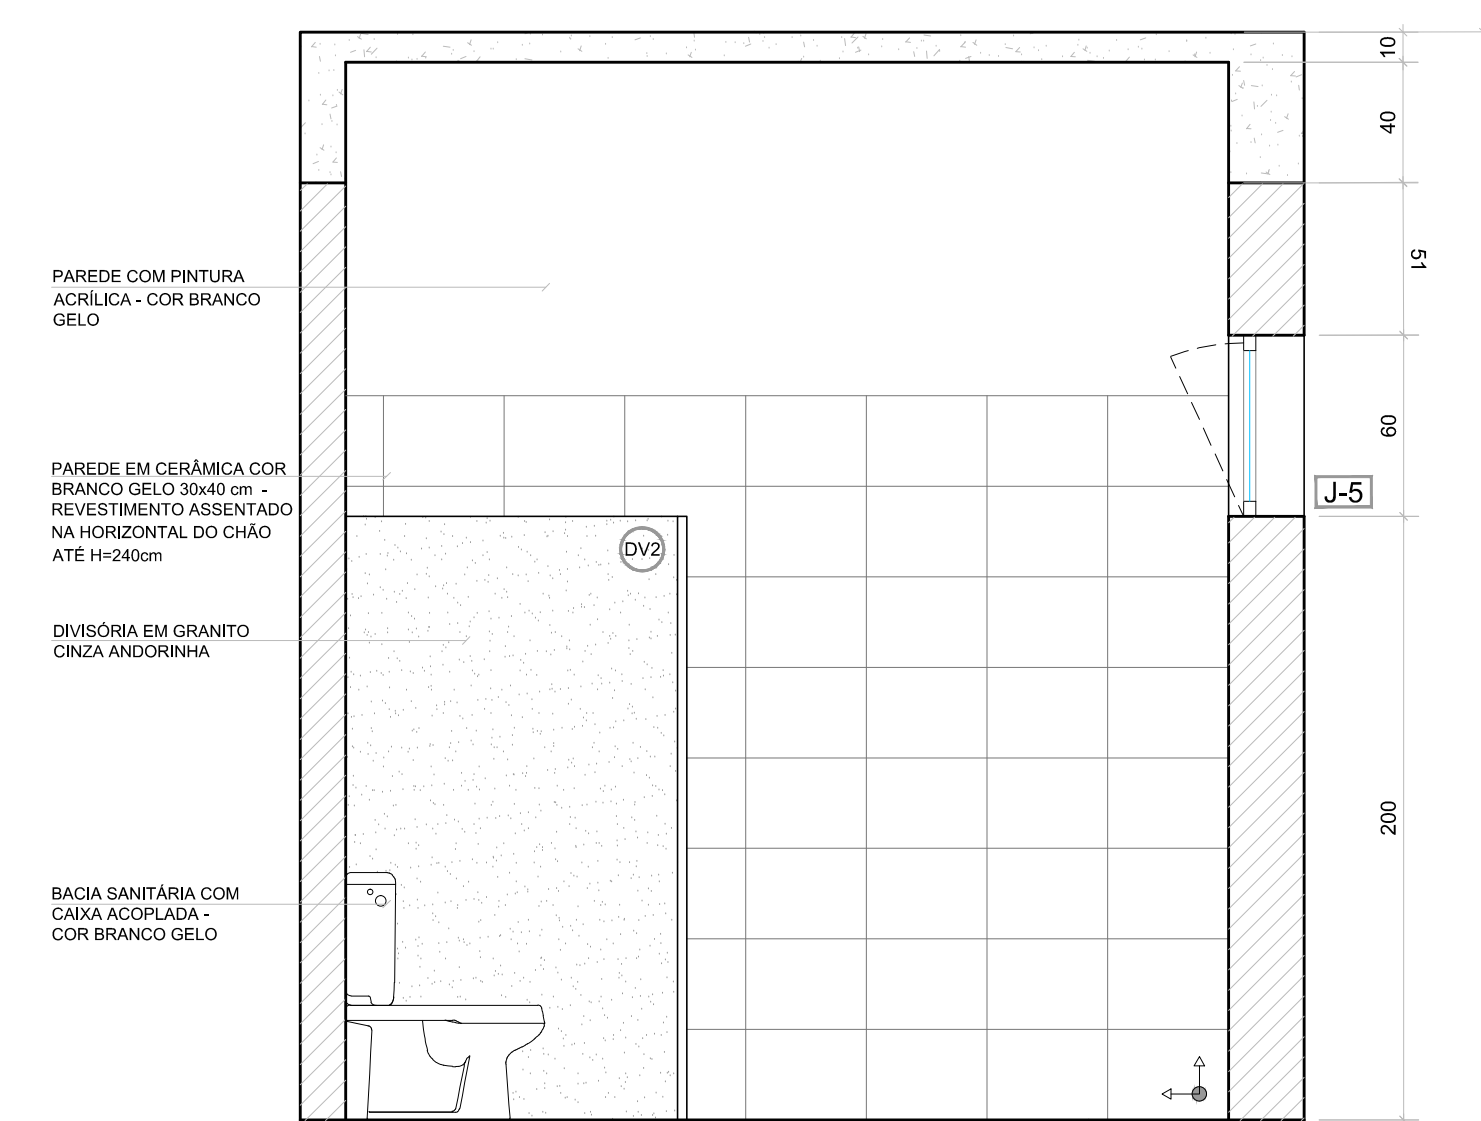 10
40
51
PAREDE COM PINTURA
ACRÍLICA - COR BRANCO
GELO
60
PAREDE EM CERÂMICA COR
BRANCO GELO 30x40 cm -
REVESTIMENTO ASSENTADO
NA HORIZONTAL DO CHÃO
ATÉ H=240cm
J-5
DV2
DIVISÓRIA EM GRANITO
CINZA ANDORINHA
200
BACIA SANITÁRIA COM
CAIXA ACOPLADA -
COR BRANCO GELO